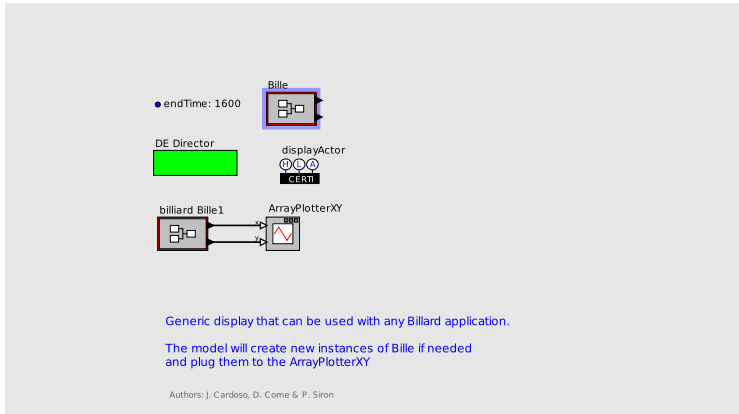 Bille
endTime: 1600
DE Director
displayActor
H L A
CERTI
billiard Bille1
ArrayPlotterXY
x
y
Generic display that can be used with any Billard application.
The model will create new instances of Bille if needed
and plug them to the ArrayPlotterXY
Authors: J. Cardoso, D. Come & P. Siron